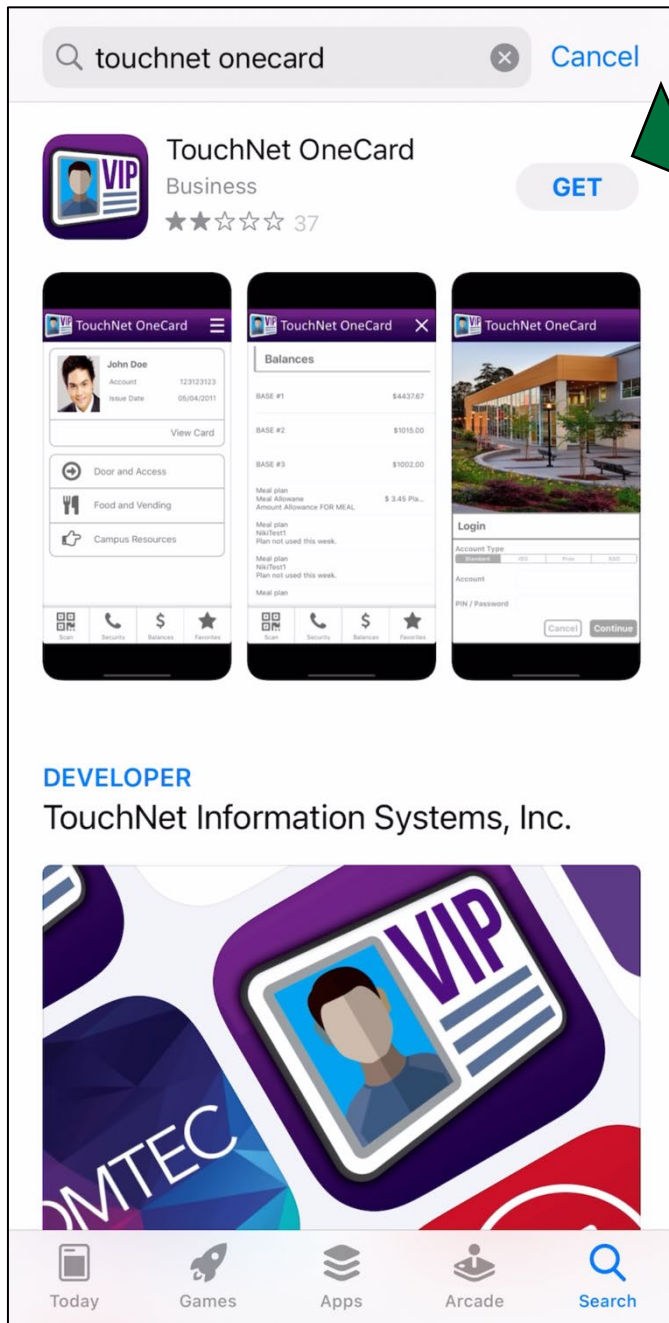 touchnet onecard
Cancel
VIP
TouchNet OneCard
Business
37
GET
VIP TouchNet OneCard
John Doe
Account 123123123
Issue Date 05/04/2011
View Card
Door and Access
Food and Vending
Campus Resources
Scan Security Balances Favorites
VIP TouchNet OneCard
Balances
BASE #1 $4437.67
BASE #2 $1015.00
BASE #3 $1002.00
Meal plan
Meal Allowane $ 3.45 Pla...
Amount Allowance FOR MEAL
Meal plan
NikiTest1
Plan not used this week.
Meal plan
NikiTest1
Plan not used this week.
Meal plan
Scan Security Balances Favorites
VIP TouchNet OneCard
Login
Account Type
Standard
Account
PIN / Password
Cancel Continue
DEVELOPER
TouchNet Information Systems, Inc.
VIP
OMTEC
Today Games Apps Arcade Search